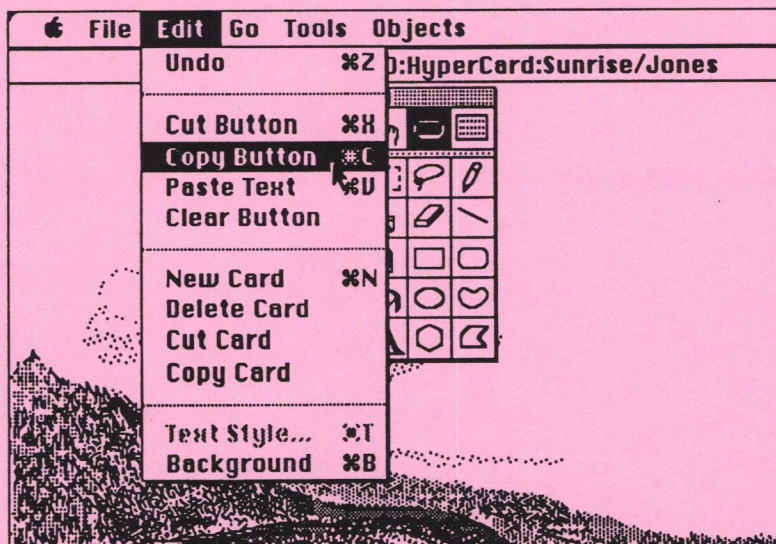 File Edit Go Tools Objects
D:HyperCard:Sunrise/Jones
Undo ⌘Z
Cut Button ⌘X
Copy Button ⌘C
Paste Text ⌘V
Clear Button
New Card ⌘N
Delete Card
Cut Card
Copy Card
Text Style... ⌘T
Background ⌘B